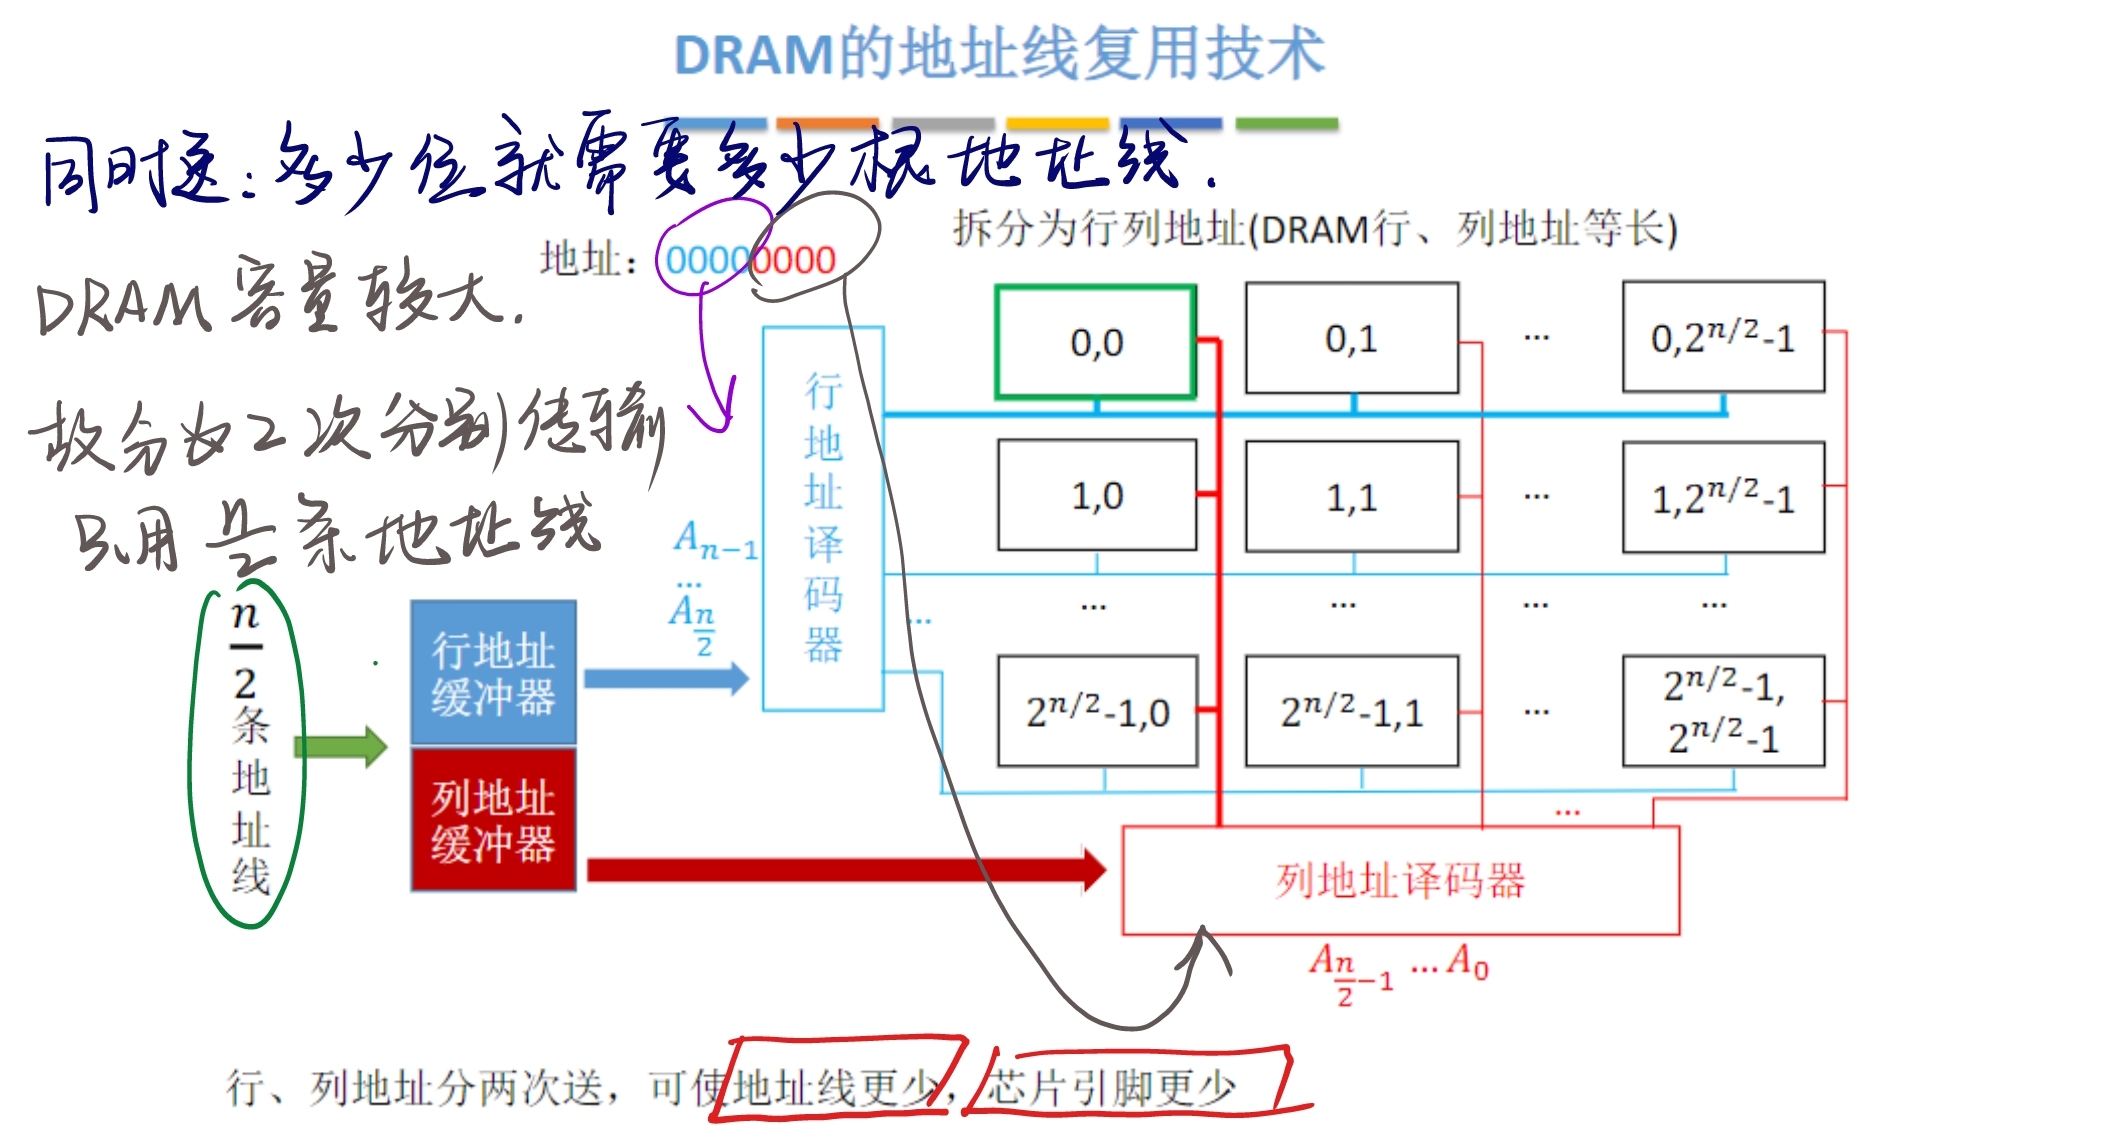 DRAM的地址线复用技术
同时送：多少位就需要多少根地址线.
地址：00000000
拆分为行列地址(DRAM行、列地址等长)
DRAM容量较大.
故分为2次分别传输
只用n/2条地址线
0,0
0,1
...
0,2^{n/2}-1
行地址译码器
1,0
1,1
...
1,2^{n/2}-1
A_{n-1}
...
A_{n/2}
...
...
...
...
...
2^{n/2}-1,0
2^{n/2}-1,1
...
2^{n/2}-1,
2^{n/2}-1
n/2条地址线
行地址
缓冲器
列地址
缓冲器
...
列地址译码器
A_{n/2-1} ... A_0
行、列地址分两次送，可使地址线更少，芯片引脚更少